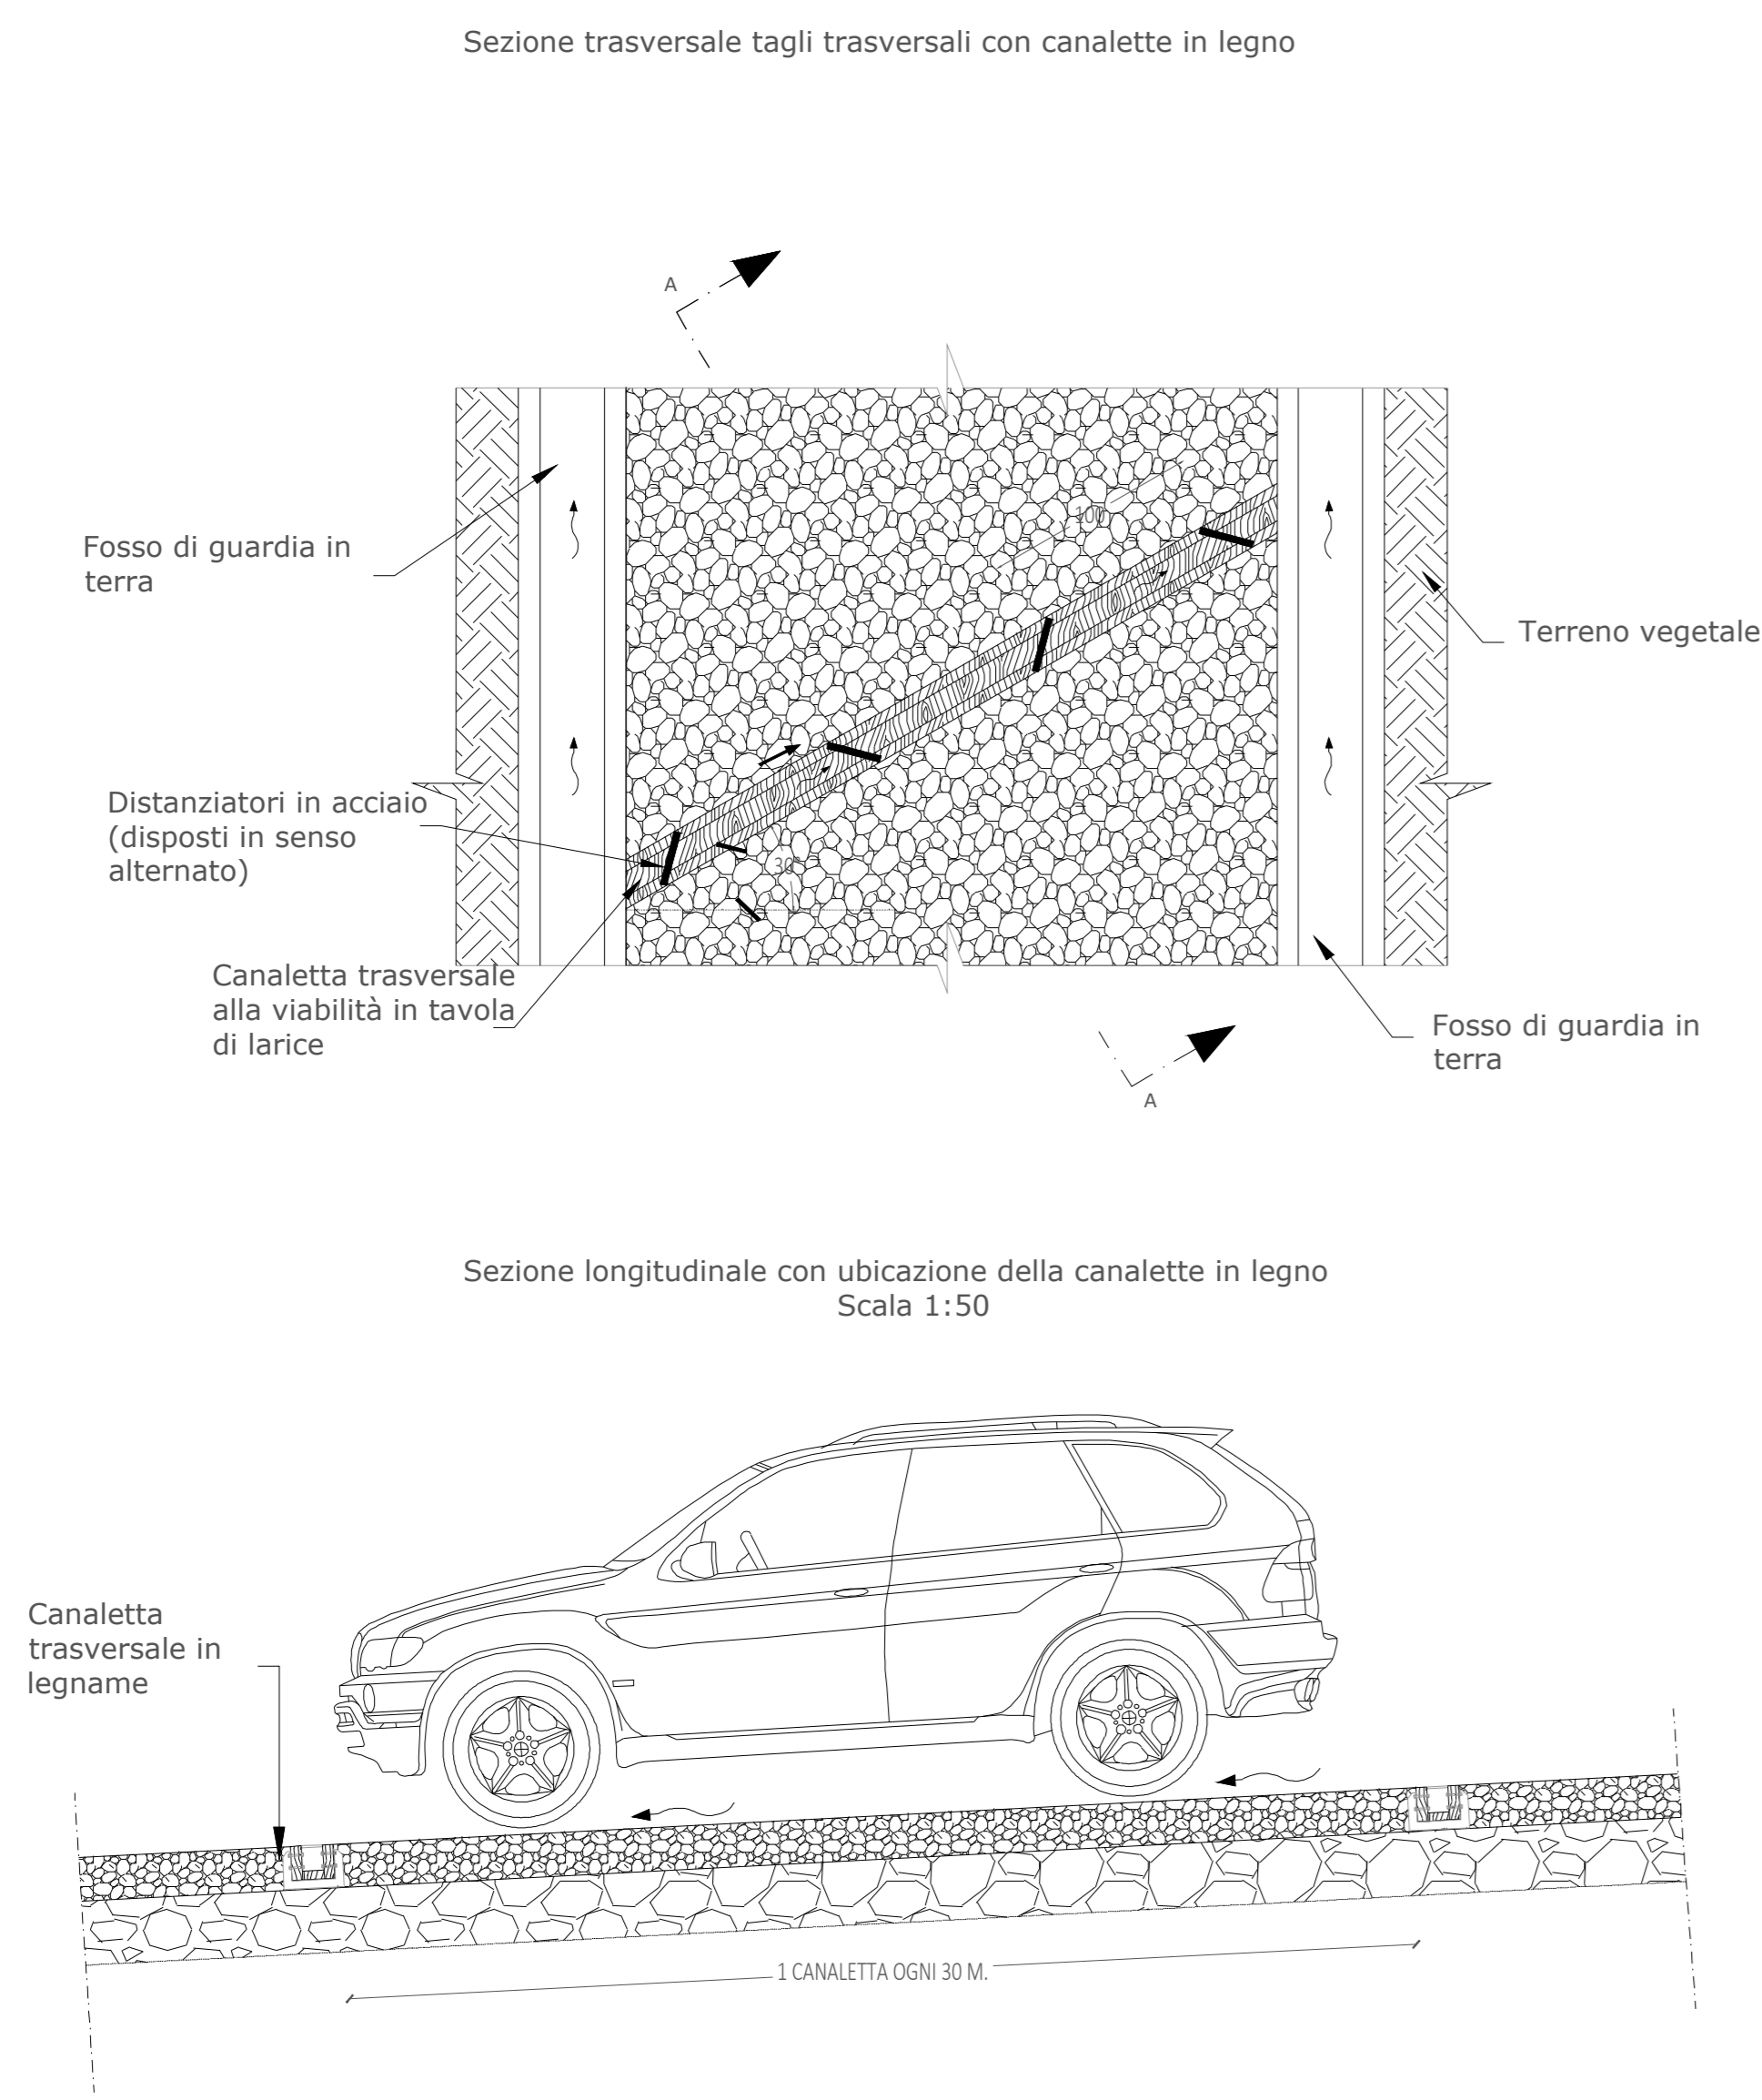 Sezione trasversale tagli trasversali con canalette in legno
A
100
Fosso di guardia in
terra
Terreno vegetale
Distanziatori in acciaio
(disposti in senso
alternato)
30°
Canaletta trasversale
alla viabilità in tavola
di larice
Fosso di guardia in
terra
A
Sezione longitudinale con ubicazione della canalette in legno
Scala 1:50
Canaletta
trasversale in
legname
1 CANALETTA OGNI 30 M.